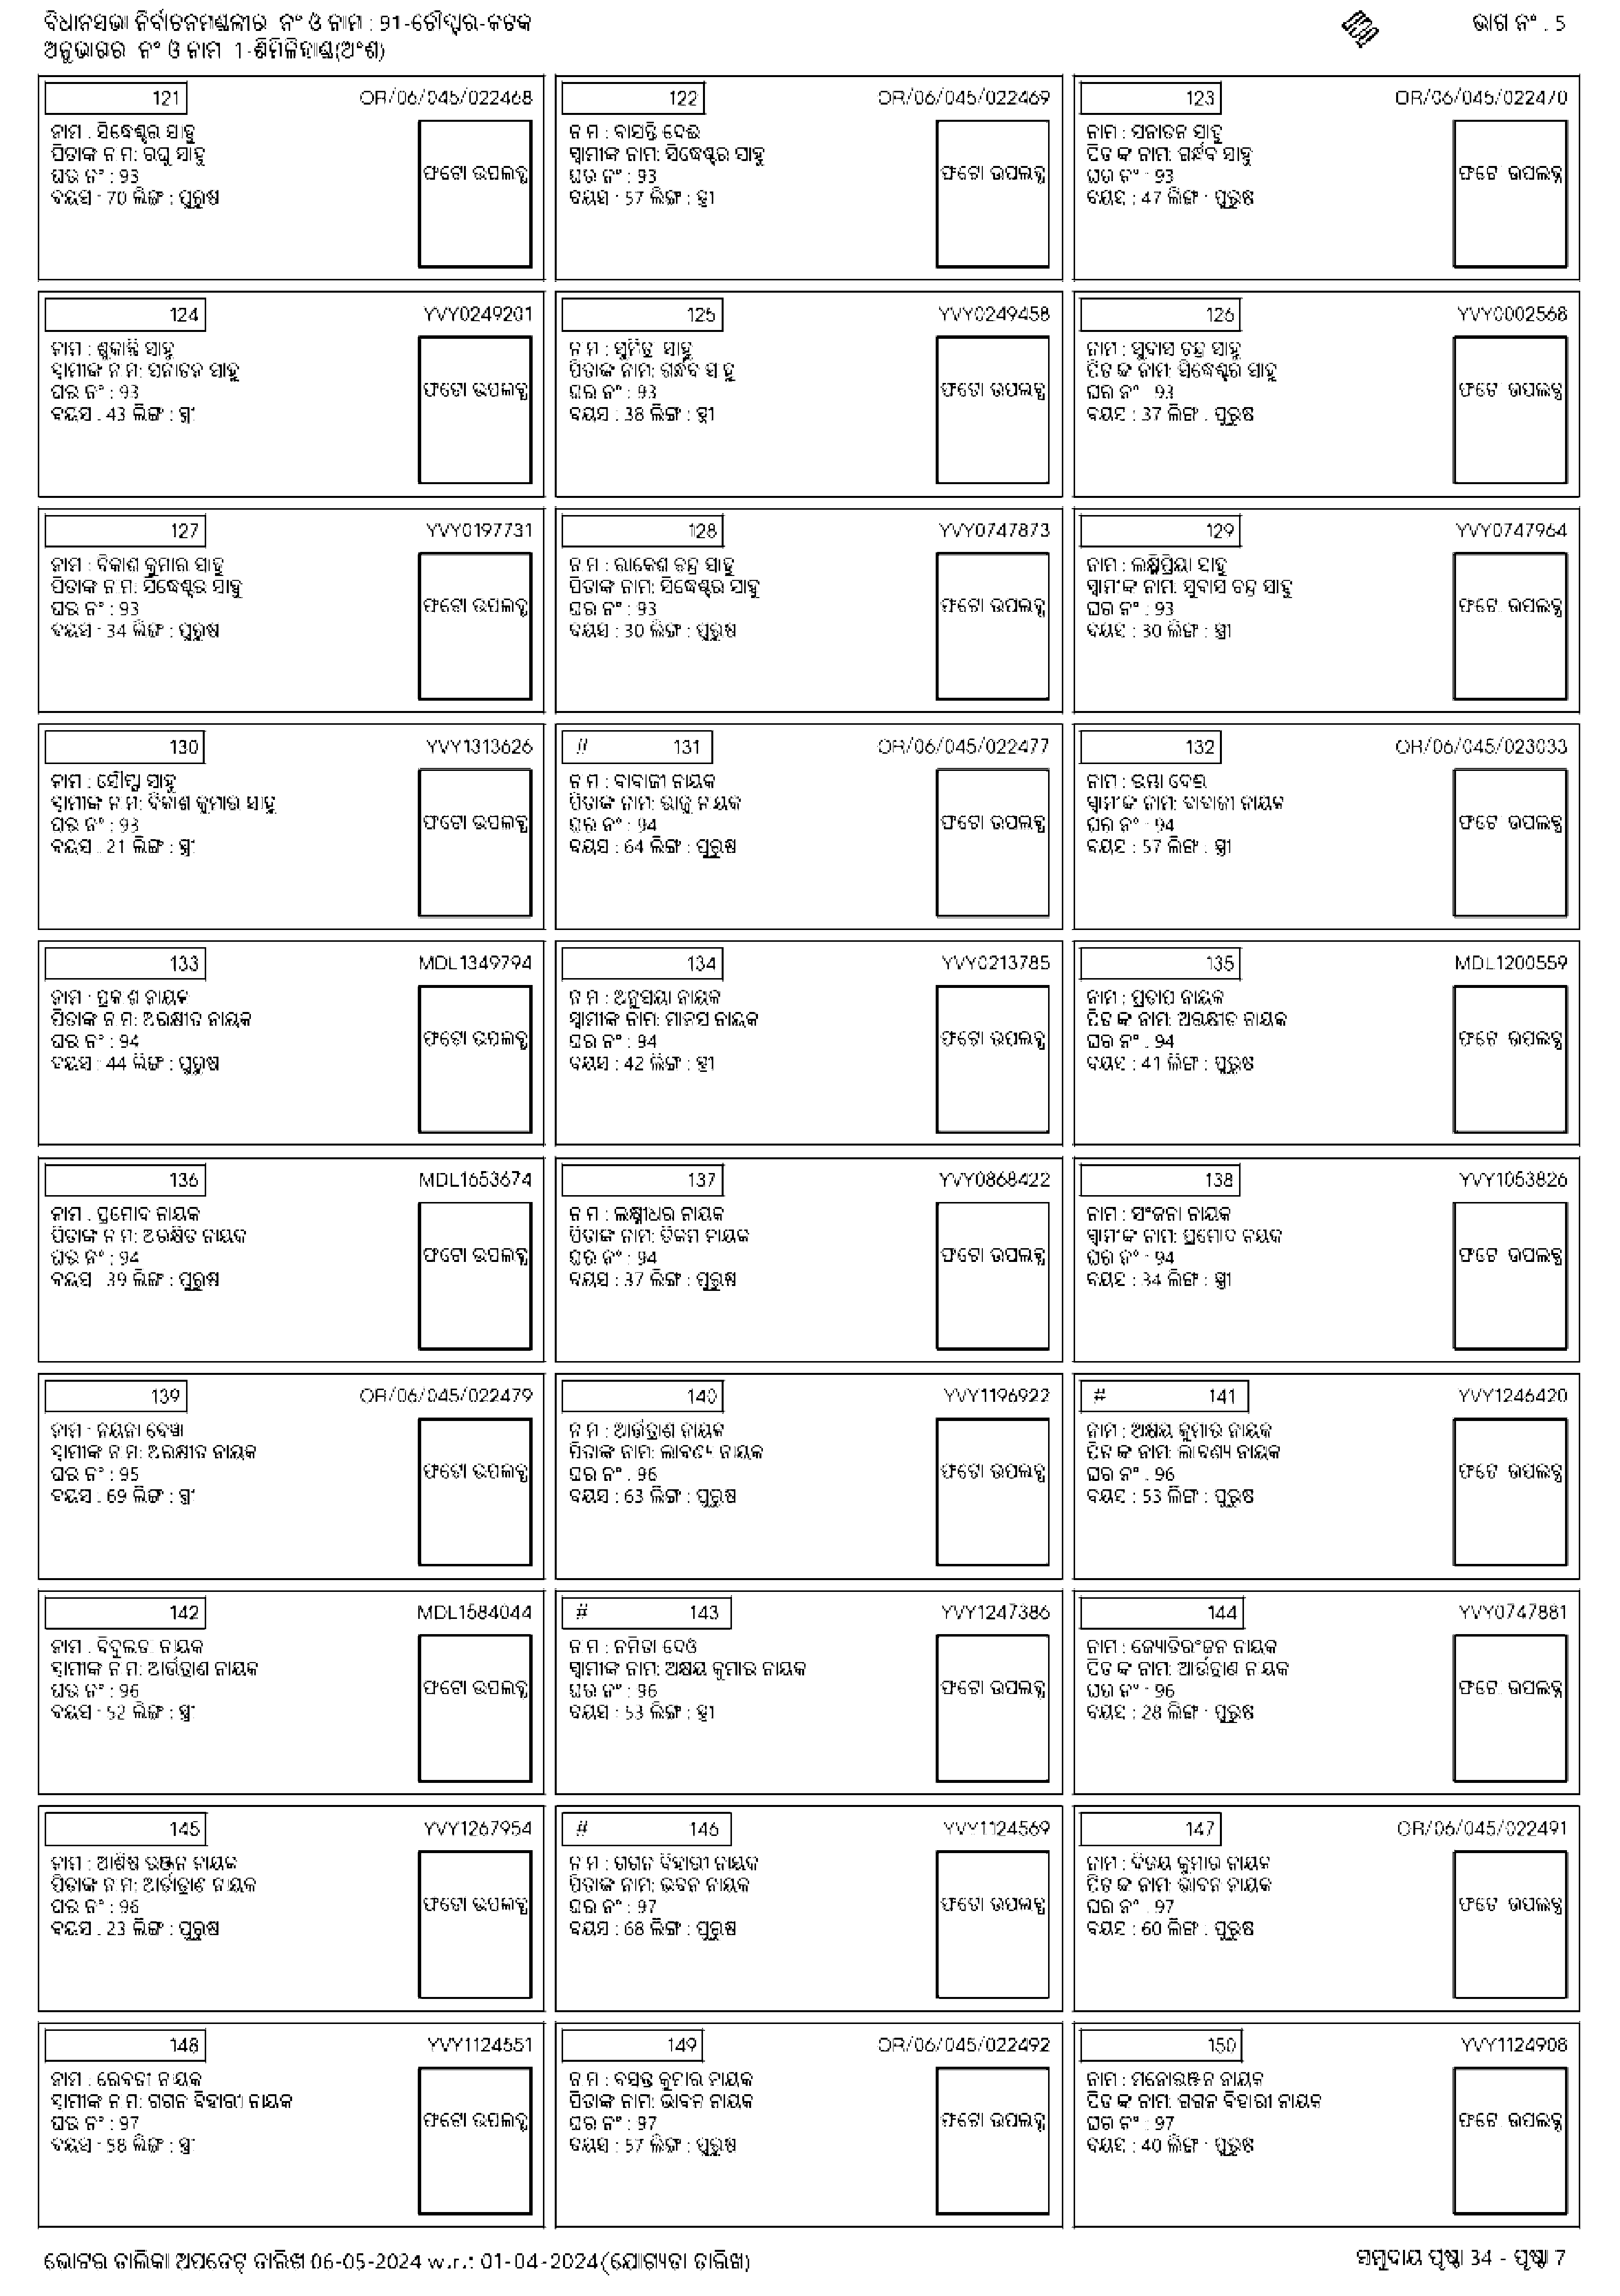 ବିଧାନସଭା ନିର୍ବାଚନମଣ୍ଡଳୀର ନଂ ଓ ନାମ : 91-ଚୌଦ୍ୱାର-କଟକ
ଭାଗ ନଂ : 5
ଅନୁଭାଗର ନଂ ଓ ନାମ 1-ଶିମିଳିହାଣ୍ଡା(ଅଂଶ)
121 OR/06/045/022468
ନାମ : ସିଦ୍ଧେଶ୍ଵର ସାହୁ
ପିତାଙ୍କ ନାମ: ରଘୁ ସାହୁ
ଘର ନଂ : 93
ବୟସ : 70 ଲିଙ୍ଗ : ପୁରୁଷ
ଫଟୋ ଉପଲବ୍ଧ
122 OR/06/045/022469
ନାମ : ବାସନ୍ତି ଦେଈ
ସ୍ଵାମୀଙ୍କ ନାମ: ସିଦ୍ଧେଶ୍ଵର ସାହୁ
ଘର ନଂ : 93
ବୟସ : 57 ଲିଙ୍ଗ : ସ୍ତ୍ରୀ
ଫଟୋ ଉପଲବ୍ଧ
123 OR/06/045/022470
ନାମ : ସନାତନ ସାହୁ
ପିତାଙ୍କ ନାମ: ଗର୍ନ୍ଧବ ସାହୁ
ଘର ନଂ : 93
ବୟସ : 47 ଲିଙ୍ଗ : ପୁରୁଷ
ଫଟୋ ଉପଲବ୍ଧ
124 YVY0249201
ନାମ : ଶୁକାନ୍ତି ସାହୁ
ସ୍ଵାମୀଙ୍କ ନାମ: ସନାତନ ସାହୁ
ଘର ନଂ : 93
ବୟସ : 43 ଲିଙ୍ଗ : ସ୍ତ୍ରୀ
ଫଟୋ ଉପଲବ୍ଧ
125 YVY0249458
ନାମ : ସୁମିତ୍ରା ସାହୁ
ପିତାଙ୍କ ନାମ: ଗର୍ନ୍ଧବ ସାହୁ
ଘର ନଂ : 93
ବୟସ : 38 ଲିଙ୍ଗ : ସ୍ତ୍ରୀ
ଫଟୋ ଉପଲବ୍ଧ
126 YVY0002568
ନାମ : ସୁବାସ ଚନ୍ଦ୍ର ସାହୁ
ପିତାଙ୍କ ନାମ: ସିଦ୍ଧେଶ୍ଵର ସାହୁ
ଘର ନଂ : 93
ବୟସ : 37 ଲିଙ୍ଗ : ପୁରୁଷ
ଫଟୋ ଉପଲବ୍ଧ
127 YVY0197731
ନାମ : ବିକାଶ କୁମାର ସାହୁ
ପିତାଙ୍କ ନାମ: ସିଦ୍ଧେଶ୍ଵର ସାହୁ
ଘର ନଂ : 93
ବୟସ : 34 ଲିଙ୍ଗ : ପୁରୁଷ
ଫଟୋ ଉପଲବ୍ଧ
128 YVY0747873
ନାମ : ରାକେଶ ଚନ୍ଦ୍ର ସାହୁ
ପିତାଙ୍କ ନାମ: ସିଦ୍ଧେଶ୍ଵର ସାହୁ
ଘର ନଂ : 93
ବୟସ : 30 ଲିଙ୍ଗ : ପୁରୁଷ
ଫଟୋ ଉପଲବ୍ଧ
129 YVY0747964
ନାମ : ଲକ୍ଷ୍ମିପ୍ରିୟା ସାହୁ
ସ୍ଵାମୀଙ୍କ ନାମ: ସୁବାସ ଚନ୍ଦ୍ର ସାହୁ
ଘର ନଂ : 93
ବୟସ : 30 ଲିଙ୍ଗ : ସ୍ତ୍ରୀ
ଫଟୋ ଉପଲବ୍ଧ
130 YVY1313626
ନାମ : ସୌମ୍ଯା ସାହୁ
ସ୍ଵାମୀଙ୍କ ନାମ: ବିକାଶ କୁମାର ସାହୁ
ଘର ନଂ : 93
ବୟସ : 21 ଲିଙ୍ଗ : ସ୍ତ୍ରୀ
ଫଟୋ ଉପଲବ୍ଧ
# 131 OR/06/045/022477
ନାମ : ବାବାଜୀ ନାୟକ
ପିତାଙ୍କ ନାମ: ରାଜୁ ନାୟକ
ଘର ନଂ : 94
ବୟସ : 64 ଲିଙ୍ଗ : ପୁରୁଷ
ଫଟୋ ଉପଲବ୍ଧ
132 OR/06/045/023033
ନାମ : ରମ୍ଭା ଦେଈ
ସ୍ଵାମୀଙ୍କ ନାମ: ବାବାଜୀ ନାୟକ
ଘର ନଂ : 94
ବୟସ : 57 ଲିଙ୍ଗ : ସ୍ତ୍ରୀ
ଫଟୋ ଉପଲବ୍ଧ
133 MDL1349794
ନାମ : ପ୍ରକାଶ ନାୟକ
ପିତାଙ୍କ ନାମ: ଅରକ୍ଷୀତ ନାୟକ
ଘର ନଂ : 94
ବୟସ : 44 ଲିଙ୍ଗ : ପୁରୁଷ
ଫଟୋ ଉପଲବ୍ଧ
134 YVY0213785
ନାମ : ଅନୁସୟା ନାୟକ
ସ୍ଵାମୀଙ୍କ ନାମ: ମାନସ ନାୟକ
ଘର ନଂ : 94
ବୟସ : 42 ଲିଙ୍ଗ : ସ୍ତ୍ରୀ
ଫଟୋ ଉପଲବ୍ଧ
135 MDL1200559
ନାମ : ପ୍ରତାପ ନାୟକ
ପିତାଙ୍କ ନାମ: ଅରକ୍ଷୀତ ନାୟକ
ଘର ନଂ : 94
ବୟସ : 41 ଲିଙ୍ଗ : ପୁରୁଷ
ଫଟୋ ଉପଲବ୍ଧ
136 MDL1653674
ନାମ : ପ୍ରମୋଦ ନାୟକ
ପିତାଙ୍କ ନାମ: ଅରକ୍ଷିତ ନାୟକ
ଘର ନଂ : 94
ବୟସ : 39 ଲିଙ୍ଗ : ପୁରୁଷ
ଫଟୋ ଉପଲବ୍ଧ
137 YVY0868422
ନାମ : ଲକ୍ଷ୍ମୀଧର ନାୟକ
ପିତାଙ୍କ ନାମ: ବିକମ ନାୟକ
ଘର ନଂ : 94
ବୟସ : 37 ଲିଙ୍ଗ : ପୁରୁଷ
ଫଟୋ ଉପଲବ୍ଧ
138 YVY1053826
ନାମ : ସଂଜନା ନାୟକ
ସ୍ଵାମୀଙ୍କ ନାମ: ପ୍ରମୋଦ ନାୟକ
ଘର ନଂ : 94
ବୟସ : 34 ଲିଙ୍ଗ : ସ୍ତ୍ରୀ
ଫଟୋ ଉପଲବ୍ଧ
139 OR/06/045/022479
ନାମ : ନୟନା ବେୱା
ସ୍ଵାମୀଙ୍କ ନାମ: ଅରକ୍ଷୀତ ନାୟକ
ଘର ନଂ : 95
ବୟସ : 69 ଲିଙ୍ଗ : ସ୍ତ୍ରୀ
ଫଟୋ ଉପଲବ୍ଧ
140 YVY1196922
ନାମ : ଆର୍ତ୍ତତ୍ରାଣ ନାୟକ
ପିତାଙ୍କ ନାମ: ଲାବଣ୍ୟ ନାୟକ
ଘର ନଂ : 96
ବୟସ : 63 ଲିଙ୍ଗ : ପୁରୁଷ
ଫଟୋ ଉପଲବ୍ଧ
# 141 YVY1246420
ନାମ : ଅକ୍ଷୟ କୁମାର ନାୟକ
ପିତାଙ୍କ ନାମ: ଲାବଣ୍ୟ ନାୟକ
ଘର ନଂ : 96
ବୟସ : 53 ଲିଙ୍ଗ : ପୁରୁଷ
ଫଟୋ ଉପଲବ୍ଧ
142 MDL1584044
ନାମ : ବିଦୁଲତା ନାୟକ
ସ୍ଵାମୀଙ୍କ ନାମ: ଆର୍ତ୍ତତ୍ରାଣ ନାୟକ
ଘର ନଂ : 96
ବୟସ : 52 ଲିଙ୍ଗ : ସ୍ତ୍ରୀ
ଫଟୋ ଉପଲବ୍ଧ
# 143 YVY1247386
ନାମ : ନମିତା ଦେଈ
ସ୍ଵାମୀଙ୍କ ନାମ: ଅକ୍ଷୟ କୁମାର ନାୟକ
ଘର ନଂ : 96
ବୟସ : 53 ଲିଙ୍ଗ : ସ୍ତ୍ରୀ
ଫଟୋ ଉପଲବ୍ଧ
144 YVY0747881
ନାମ : ଜ୍ୟୋତିରଂଜନ ନାୟକ
ପିତାଙ୍କ ନାମ: ଆର୍ତ୍ତତ୍ରାଣ ନାୟକ
ଘର ନଂ : 96
ବୟସ : 28 ଲିଙ୍ଗ : ପୁରୁଷ
ଫଟୋ ଉପଲବ୍ଧ
145 YVY1267954
ନାମ : ଆଶିଷ ରଞ୍ଜନ ନାୟକ
ପିତାଙ୍କ ନାମ: ଆର୍ତ୍ତତ୍ରାଣ ନାୟକ
ଘର ନଂ : 96
ବୟସ : 23 ଲିଙ୍ଗ : ପୁରୁଷ
ଫଟୋ ଉପଲବ୍ଧ
# 146 YVY1124569
ନାମ : ଗଗନ ବିହାରୀ ନାୟକ
ପିତାଙ୍କ ନାମ: ଭବନ ନାୟକ
ଘର ନଂ : 97
ବୟସ : 68 ଲିଙ୍ଗ : ପୁରୁଷ
ଫଟୋ ଉପଲବ୍ଧ
147 OR/06/045/022491
ନାମ : ବିଜୟ କୁମାର ନାୟକ
ପିତାଙ୍କ ନାମ: ଭାବନ ନାୟକ
ଘର ନଂ : 97
ବୟସ : 60 ଲିଙ୍ଗ : ପୁରୁଷ
ଫଟୋ ଉପଲବ୍ଧ
148 YVY1124551
ନାମ : ରେବତୀ ନାୟକ
ସ୍ଵାମୀଙ୍କ ନାମ: ଗଗନ ବିହାରୀ ନାୟକ
ଘର ନଂ : 97
ବୟସ : 58 ଲିଙ୍ଗ : ସ୍ତ୍ରୀ
ଫଟୋ ଉପଲବ୍ଧ
149 OR/06/045/022492
ନାମ : ବସନ୍ତ କୁମାର ନାୟକ
ପିତାଙ୍କ ନାମ: ଭାବନ ନାୟକ
ଘର ନଂ : 97
ବୟସ : 57 ଲିଙ୍ଗ : ପୁରୁଷ
ଫଟୋ ଉପଲବ୍ଧ
150 YVY1124908
ନାମ : ମନୋରଞ୍ଜନ ନାୟକ
ପିତାଙ୍କ ନାମ: ଗଗନ ବିହାରୀ ନାୟକ
ଘର ନଂ : 97
ବୟସ : 40 ଲିଙ୍ଗ : ପୁରୁଷ
ଫଟୋ ଉପଲବ୍ଧ
ଭୋଟର ତାଲିକା ଅପଡେଟ୍ ତାରିଖ 06-05-2024 w.r.: 01-04-2024(ଯୋଗ୍ୟତା ତାରିଖ)
ସମୁଦାୟ ପୃଷ୍ଠା 34 - ପୃଷ୍ଠା 7